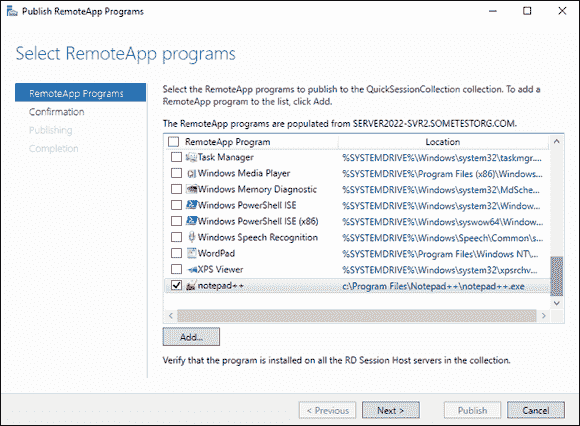 Publish RemoteApp Programs
Select RemoteApp programs
RemoteApp Programs
Confirmation
Publishing
Completion
Select the RemoteApp programs to publish to the QuickSessionCollection collection. To add a
RemoteApp program to the list, click Add.
The RemoteApp programs are populated from SERVER2022-SVR2.SOMETESTORG.COM.
RemoteApp Program Location
Task Manager %SYSTEMDRIVE%\Windows\system32\taskmgr....
Windows Media Player %SYSTEMDRIVE%\Program Files (x86)\Windows...
Windows Memory Diagnostic %SYSTEMDRIVE%\Windows\system32\MdSche...
Windows PowerShell ISE %SYSTEMDRIVE%\Windows\system32\Window...
Windows PowerShell ISE (x86) %SYSTEMDRIVE%\Windows\syswow64\Window...
Windows Speech Recognition %SYSTEMDRIVE%\Windows\Speech\Common\s...
WordPad %SYSTEMDRIVE%\Program Files\Windows NT\...
XPS Viewer %SYSTEMDRIVE%\Windows\system32\xpsrchv...
notepad++ c:\Program Files\Notepad++\notepad++.exe
Add...
Verify that the program is installed on all the RD Session Host servers in the collection.
< Previous Next > Publish Cancel